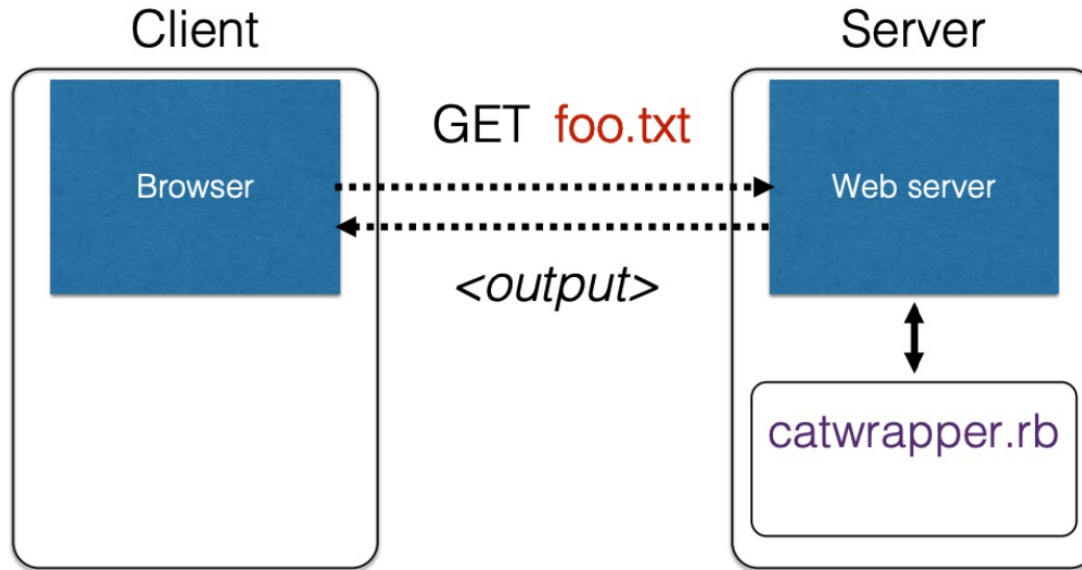 Client
Server
GET foo.txt
Browser
Web server
<output>
catwrapper.rb